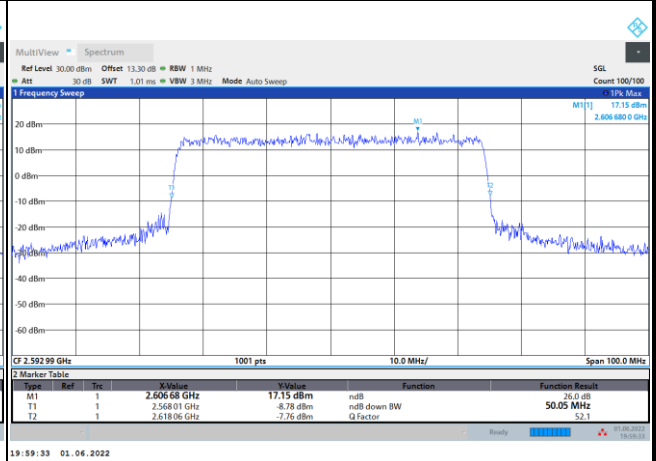 MultiView Spectrum
Ref Level 30.00 dBm Offset 13.30 dB RBW 1 MHz SGL
Att 30 dB SWT 1.01 ms VBW 3 MHz Mode Auto Sweep Count 100/100
1 Frequency Sweep 1Pk Max
M1[1] 17.15 dBm
2.606 680 0 GHz
M1
20 dBm
10 dBm
0 dBm
T1 T2
-10 dBm
-20 dBm
-30 dBm
-40 dBm
-50 dBm
-60 dBm
CF 2.592 99 GHz 1001 pts 10.0 MHz/ Span 100.0 MHz
2 Marker Table
Type Ref Trc X-Value Y-Value Function Function Result
M1 1 2.606 68 GHz 17.15 dBm ndB 26.0 dB
T1 1 2.568 01 GHz -8.78 dBm ndB down BW 50.05 MHz
T2 1 2.618 06 GHz -7.76 dBm Q Factor 52.1
Ready 01.06.2022
19:59:33
19:59:33 01.06.2022